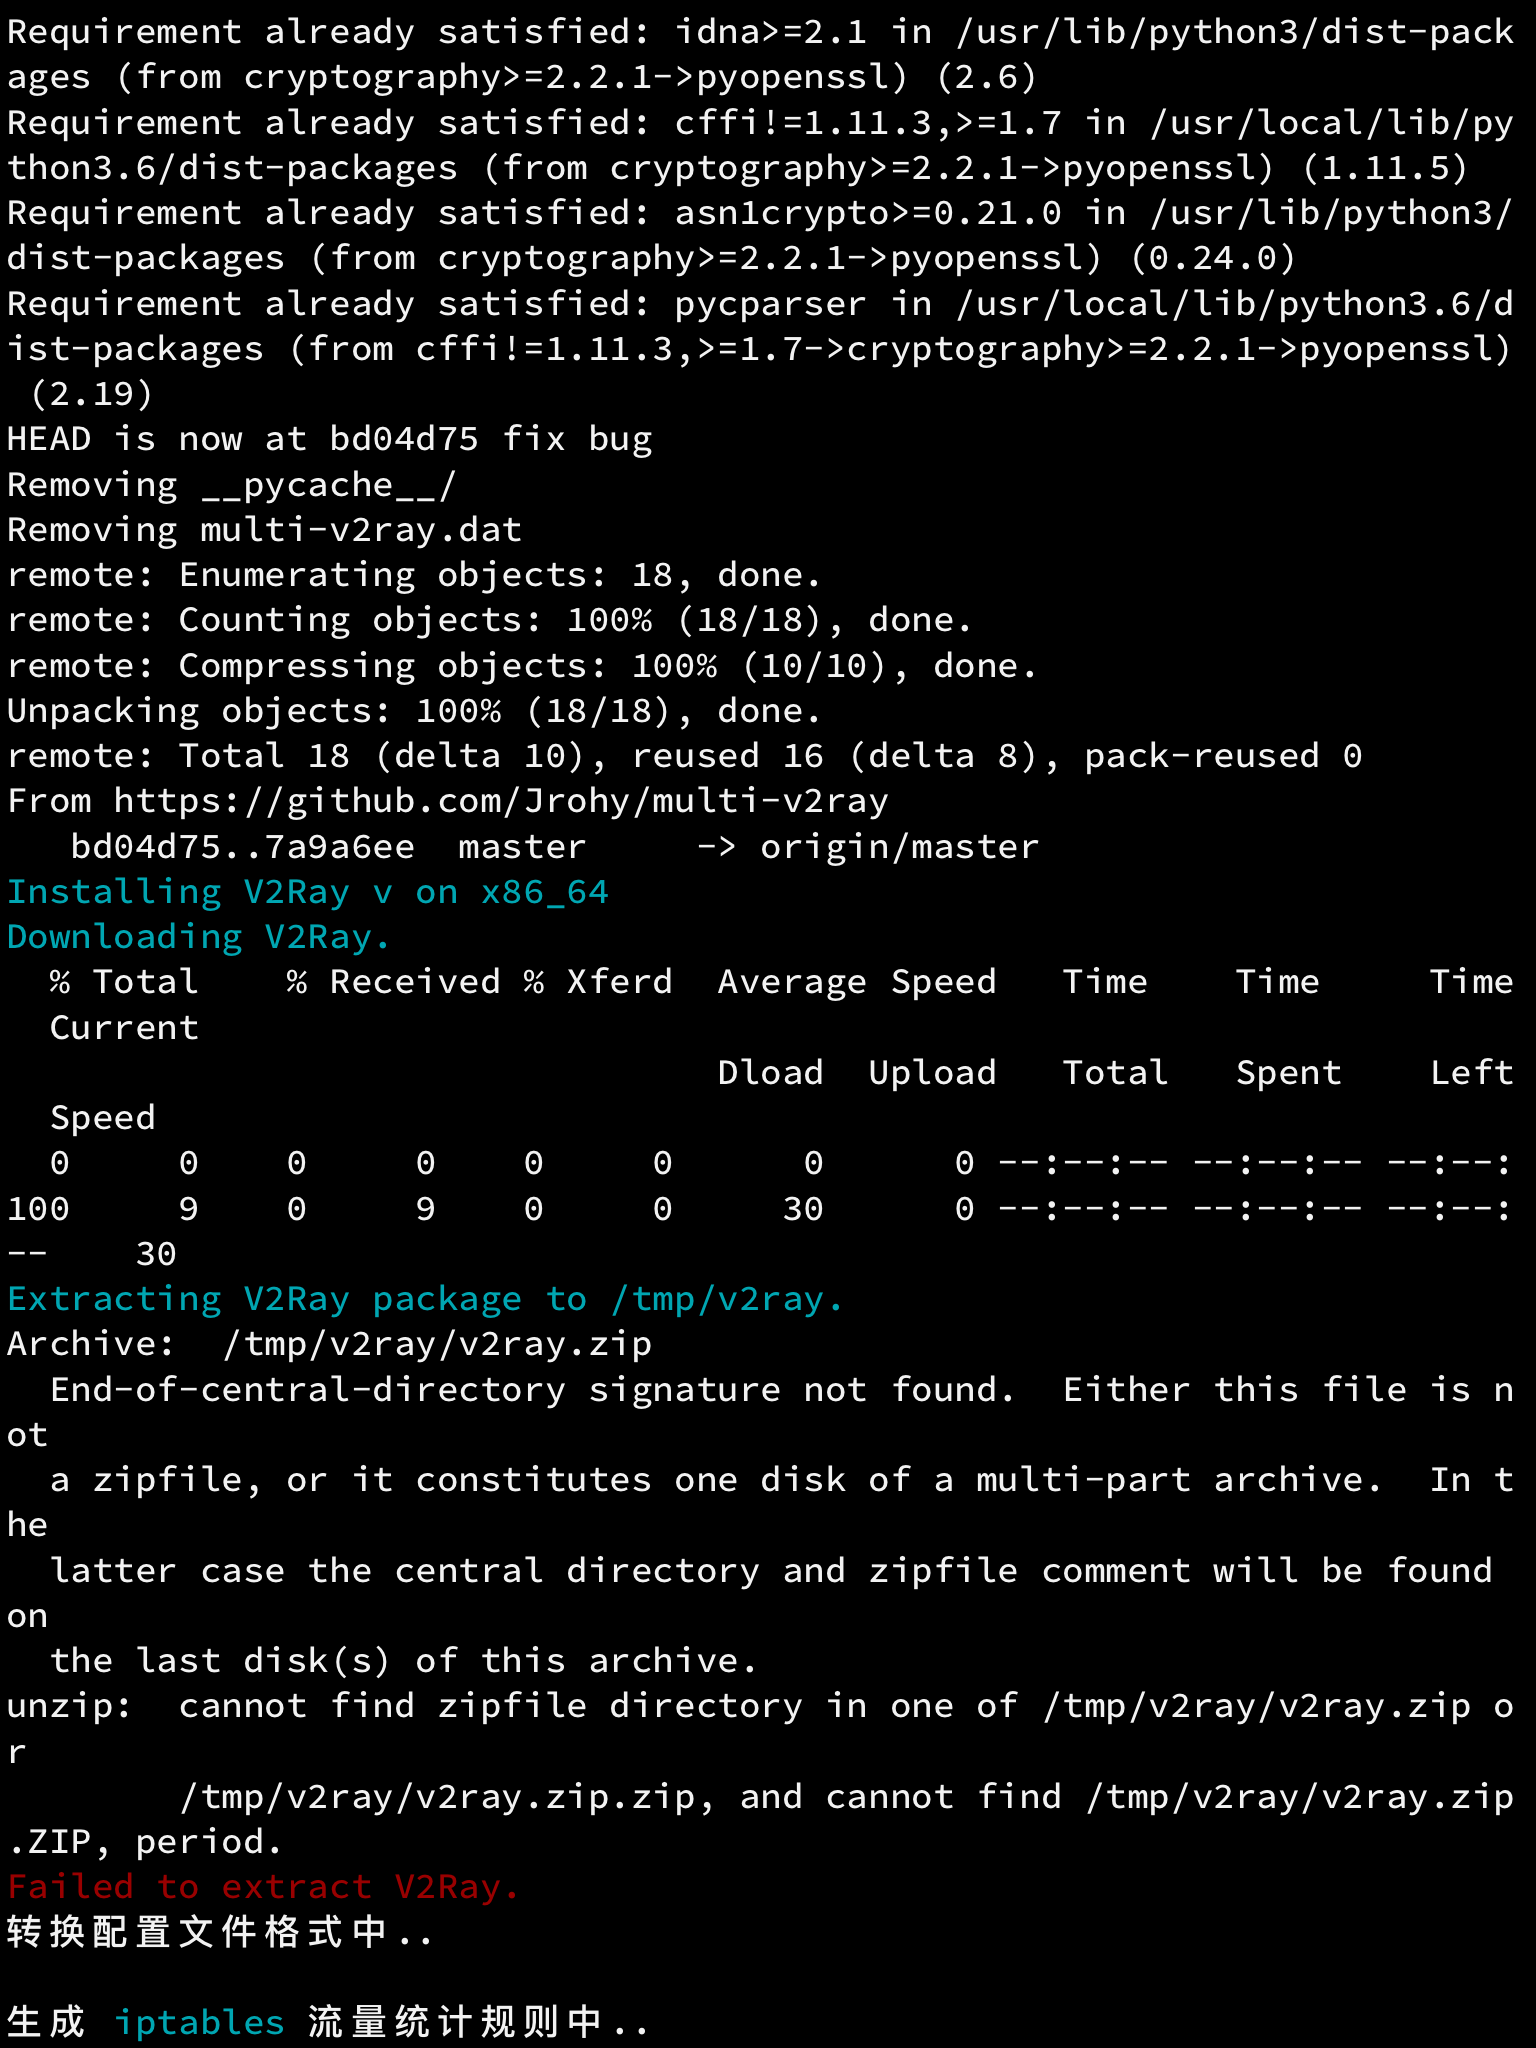 Requirement already satisfied: idna>=2.1 in /usr/lib/python3/dist-pack
ages (from cryptography>=2.2.1->pyopenssl) (2.6)
Requirement already satisfied: cffi!=1.11.3,>=1.7 in /usr/local/lib/py
thon3.6/dist-packages (from cryptography>=2.2.1->pyopenssl) (1.11.5)
Requirement already satisfied: asn1crypto>=0.21.0 in /usr/lib/python3/
dist-packages (from cryptography>=2.2.1->pyopenssl) (0.24.0)
Requirement already satisfied: pycparser in /usr/local/lib/python3.6/d
ist-packages (from cffi!=1.11.3,>=1.7->cryptography>=2.2.1->pyopenssl)
 (2.19)
HEAD is now at bd04d75 fix bug
Removing __pycache__/
Removing multi-v2ray.dat
remote: Enumerating objects: 18, done.
remote: Counting objects: 100% (18/18), done.
remote: Compressing objects: 100% (10/10), done.
Unpacking objects: 100% (18/18), done.
remote: Total 18 (delta 10), reused 16 (delta 8), pack-reused 0
From https://github.com/Jrohy/multi-v2ray
   bd04d75..7a9a6ee  master     -> origin/master
Installing V2Ray v on x86_64
Downloading V2Ray.
  % Total    % Received % Xferd  Average Speed   Time    Time     Time
  Current
                                 Dload  Upload   Total   Spent    Left
  Speed
  0     0    0     0    0     0      0      0 --:--:-- --:--:-- --:--:
100     9    0     9    0     0     30      0 --:--:-- --:--:-- --:--:
--    30
Extracting V2Ray package to /tmp/v2ray.
Archive:  /tmp/v2ray/v2ray.zip
  End-of-central-directory signature not found.  Either this file is n
ot
  a zipfile, or it constitutes one disk of a multi-part archive.  In t
he
  latter case the central directory and zipfile comment will be found
on
  the last disk(s) of this archive.
unzip:  cannot find zipfile directory in one of /tmp/v2ray/v2ray.zip o
r
        /tmp/v2ray/v2ray.zip.zip, and cannot find /tmp/v2ray/v2ray.zip
.ZIP, period.
Failed to extract V2Ray.
转换配置文件格式中..
生成 iptables 流量统计规则中..